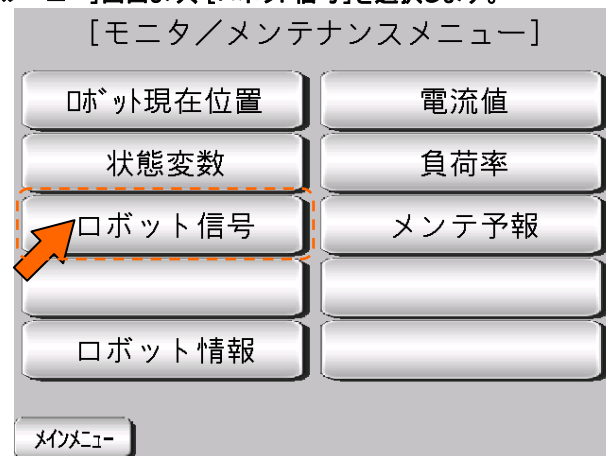 [モニタ／メンテナンスメニュー]
ﾛﾎﾞｯﾄ現在位置
電流値
状態変数
負荷率
ロボット信号
メンテ予報
ロボット情報
ﾒｲﾝﾒﾆｭｰ